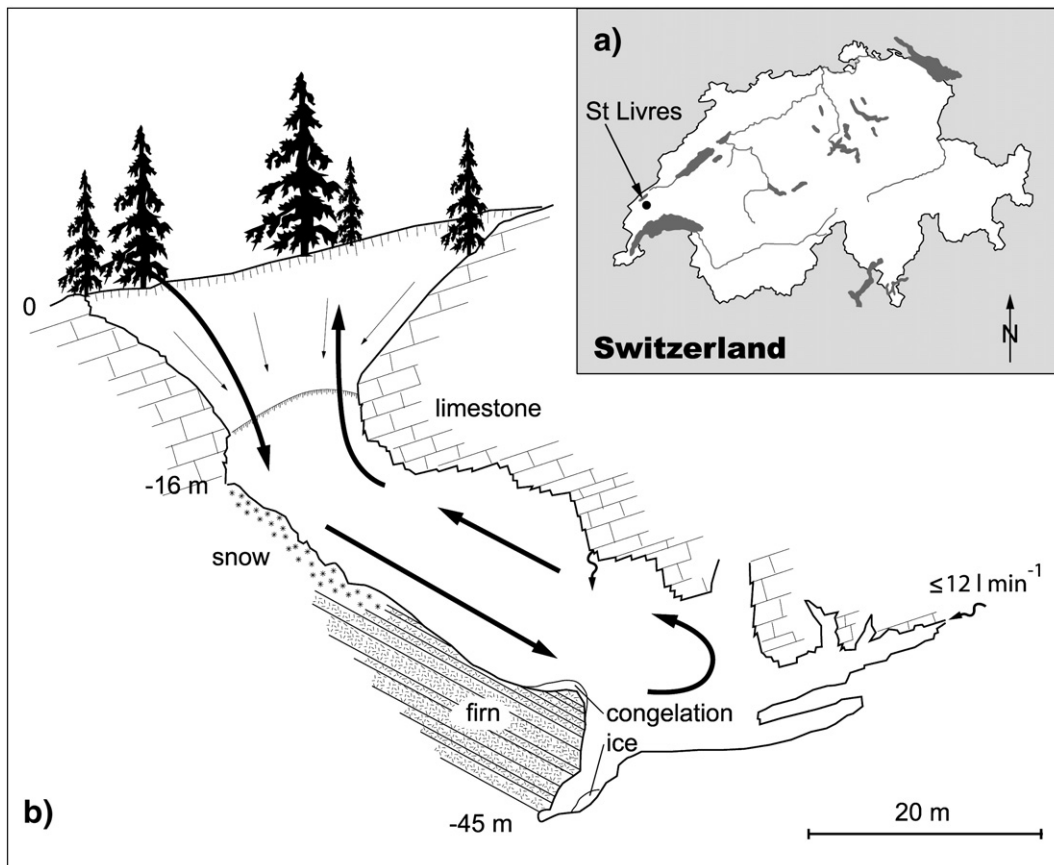 a)
St Livres
N
Switzerland
0
limestone
-16 m
snow
≤12 l min⁻¹
firn
congelation
ice
b)
-45 m
20 m